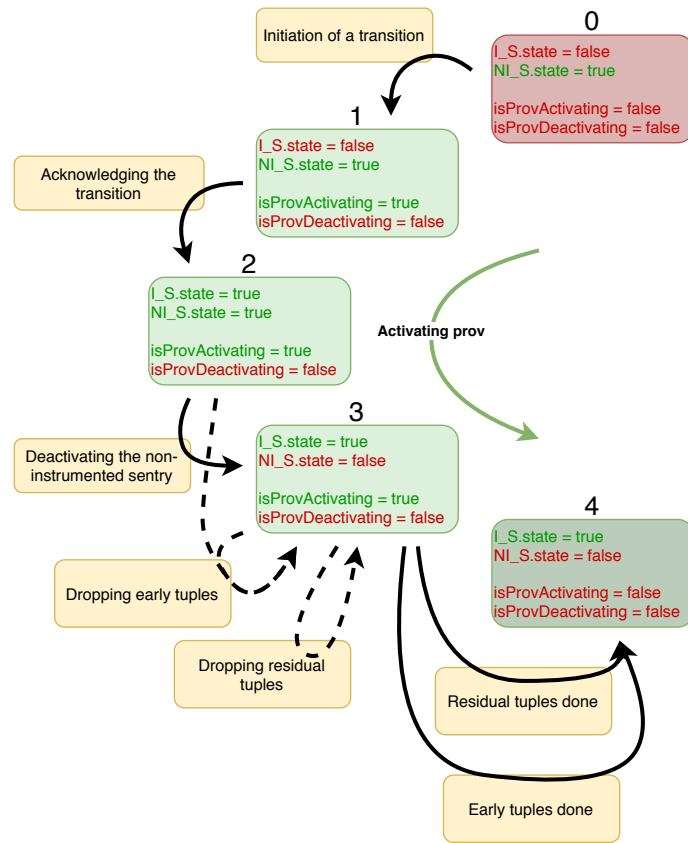 0
Initiation of a transition
I_S.state = false
NI_S.state = true
isProvActivating = false
isProvDeactivating = false
1
I_S.state = false
NI_S.state = true
isProvActivating = true
isProvDeactivating = false
Acknowledging the
transition
2
I_S.state = true
NI_S.state = true
isProvActivating = true
isProvDeactivating = false
Activating prov
3
I_S.state = true
NI_S.state = false
isProvActivating = true
isProvDeactivating = false
Deactivating the non-
instrumented sentry
4
I_S.state = true
NI_S.state = false
isProvActivating = false
isProvDeactivating = false
Dropping early tuples
Dropping residual
tuples
Residual tuples done
Early tuples done